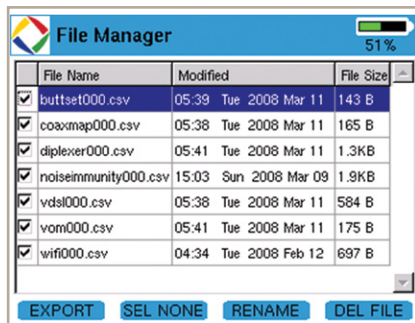 File Manager
51%
File Name Modified File Size
buttset000.csv 05:39 Tue 2008 Mar 11 143 B
coaxmap000.csv 05:38 Tue 2008 Mar 11 165 B
diplexer000.csv 05:41 Tue 2008 Mar 11 1.3KB
noiseimmunity000.csv 15:03 Sun 2008 Mar 09 1.9KB
vdsl000.csv 05:38 Tue 2008 Mar 11 584 B
vom000.csv 05:41 Tue 2008 Mar 11 175 B
wifi000.csv 04:34 Tue 2008 Feb 12 697 B
EXPORT SEL NONE RENAME DEL FILE